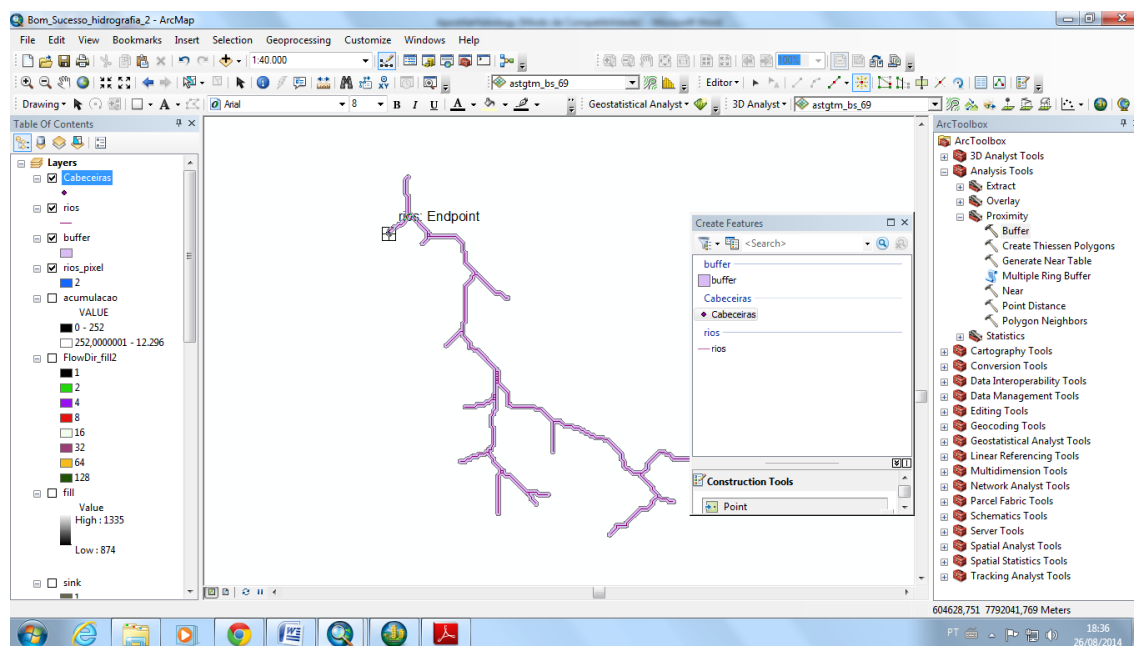 Bom_Sucesso_hidrografia_2 - ArcMap
File Edit View Bookmarks Insert Selection Geoprocessing Customize Windows Help
1:40.000
100%
astgtm_bs_69
Editor
Drawing
A
Arial
8
B I U A
Geostatistical Analyst
3D Analyst
astgtm_bs_69
Table Of Contents
Layers
Cabeceiras
rios
buffer
rios_pixel
2
acumulacao
VALUE
0 - 252
252,0000001 - 12.296
FlowDir_fill2
1
2
4
8
16
32
64
128
fill
Value
High : 1335
Low : 874
sink
1
rios: Endpoint
Create Features
<Search>
buffer
buffer
Cabeceiras
Cabeceiras
rios
rios
Construction Tools
Point
ArcToolbox
ArcToolbox
3D Analyst Tools
Analysis Tools
Extract
Overlay
Proximity
Buffer
Create Thiessen Polygons
Generate Near Table
Multiple Ring Buffer
Near
Point Distance
Polygon Neighbors
Statistics
Cartography Tools
Conversion Tools
Data Interoperability Tools
Data Management Tools
Editing Tools
Geocoding Tools
Geostatistical Analyst Tools
Linear Referencing Tools
Multidimension Tools
Network Analyst Tools
Parcel Fabric Tools
Schematics Tools
Server Tools
Spatial Analyst Tools
Spatial Statistics Tools
Tracking Analyst Tools
604628,751 7792041,769 Meters
PT
18:36
26/08/2014